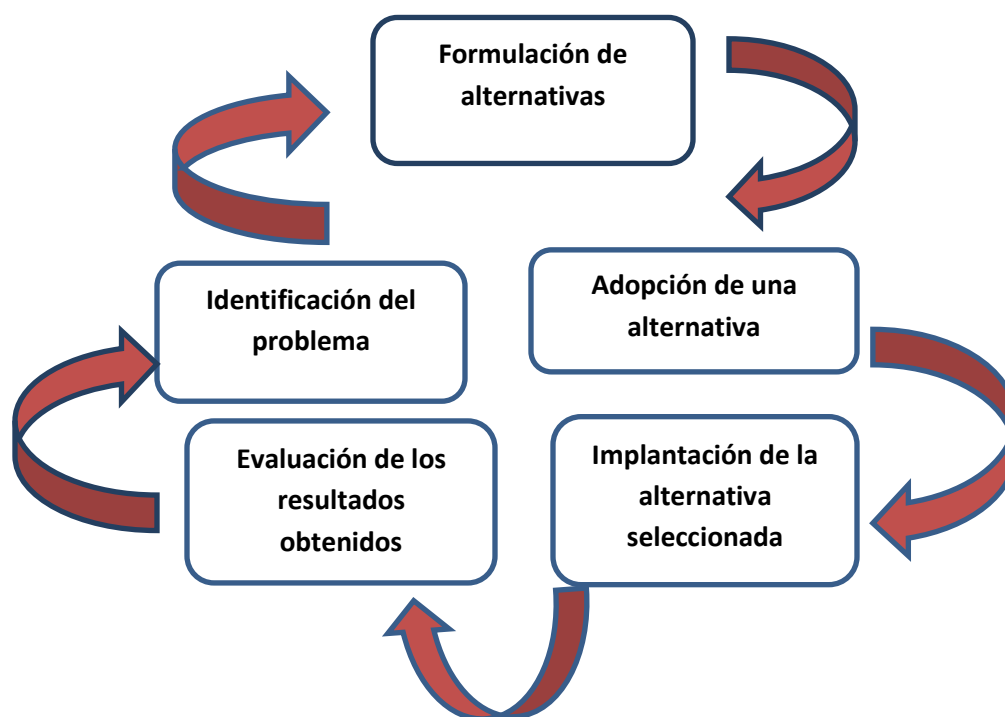 Formulación de
alternativas
Identificación del
problema
Adopción de una
alternativa
Evaluación de los
resultados
obtenidos
Implantación de la
alternativa
seleccionada